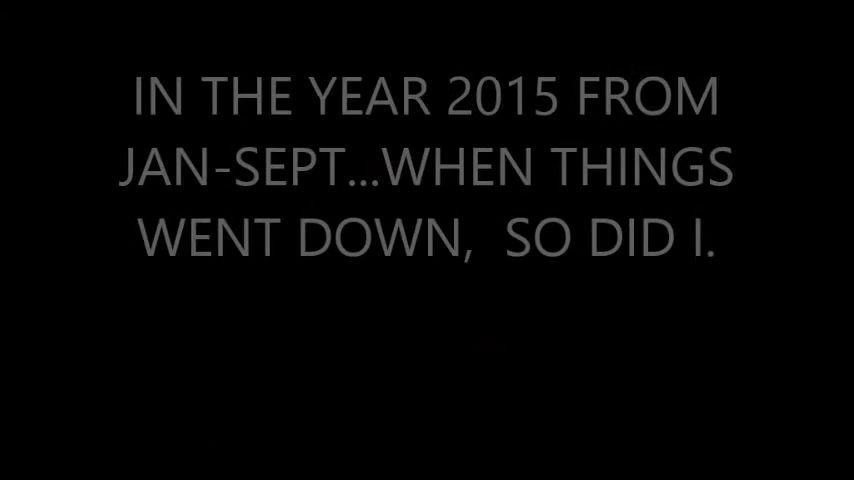 IN THE YEAR 2015 FROM
JAN-SEPT...WHEN THINGS
WENT DOWN,  SO DID I.